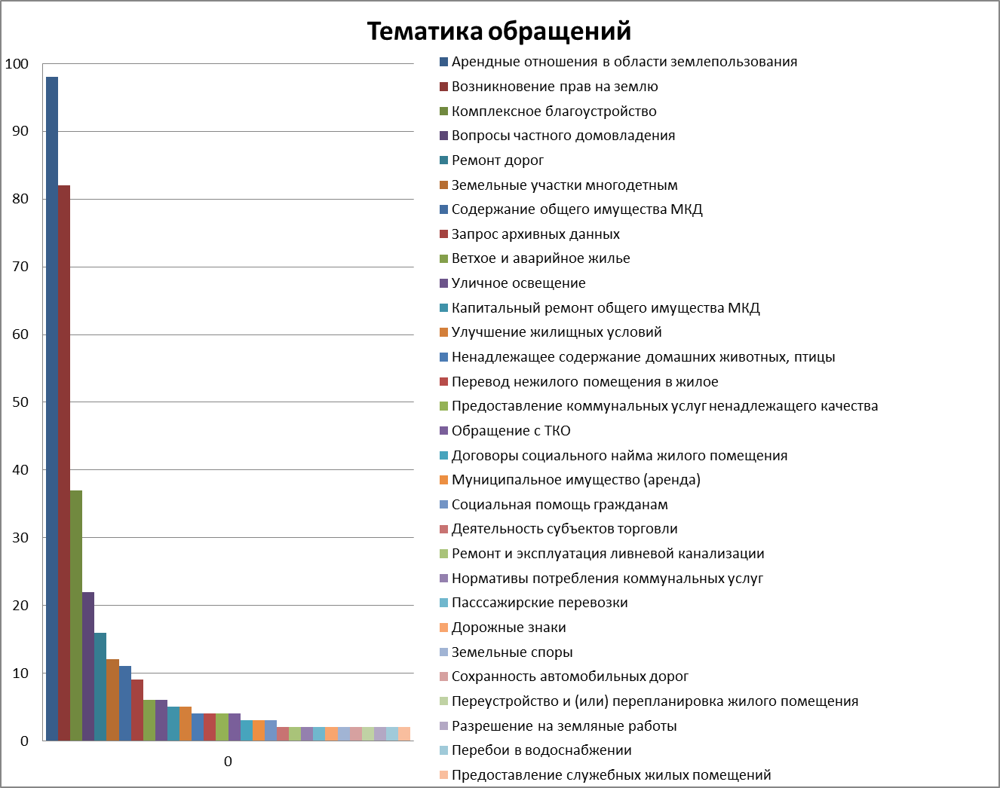 Тематика обращений
100
90
80
70
60
50
40
30
20
10
0
0
Арендные отношения в области землепользования
Возникновение прав на землю
Комплексное благоустройство
Вопросы частного домовладения
Ремонт дорог
Земельные участки многодетным
Содержание общего имущества МКД
Запрос архивных данных
Ветхое и аварийное жилье
Уличное освещение
Капитальный ремонт общего имущества МКД
Улучшение жилищных условий
Ненадлежащее содержание домашних животных, птицы
Перевод нежилого помещения в жилое
Предоставление коммунальных услуг ненадлежащего качества
Обращение с ТКО
Договоры социального найма жилого помещения
Муниципальное имущество (аренда)
Социальная помощь гражданам
Деятельность субъектов торговли
Ремонт и эксплуатация ливневой канализации
Нормативы потребления коммунальных услуг
Пасссажирские перевозки
Дорожные знаки
Земельные споры
Сохранность автомобильных дорог
Переустройство и (или) перепланировка жилого помещения
Разрешение на земляные работы
Перебои в водоснабжении
Предоставление служебных жилых помещений